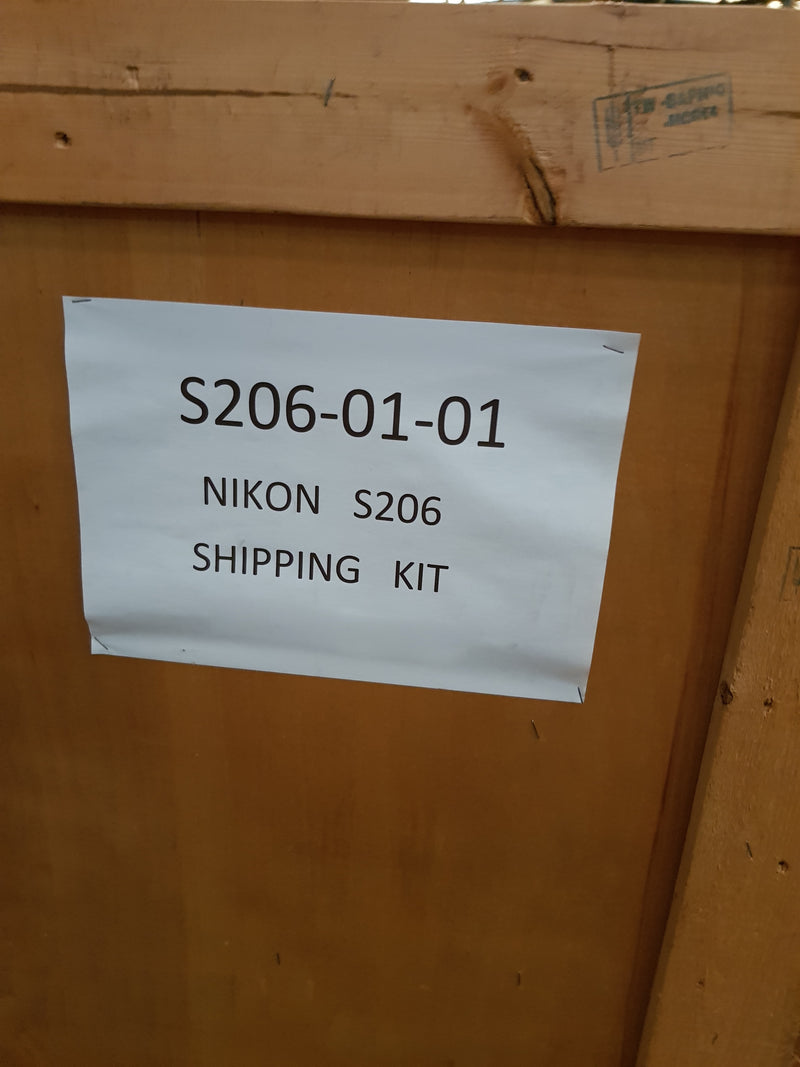 S206-01-01
NIKON S206
SHIPPING KIT